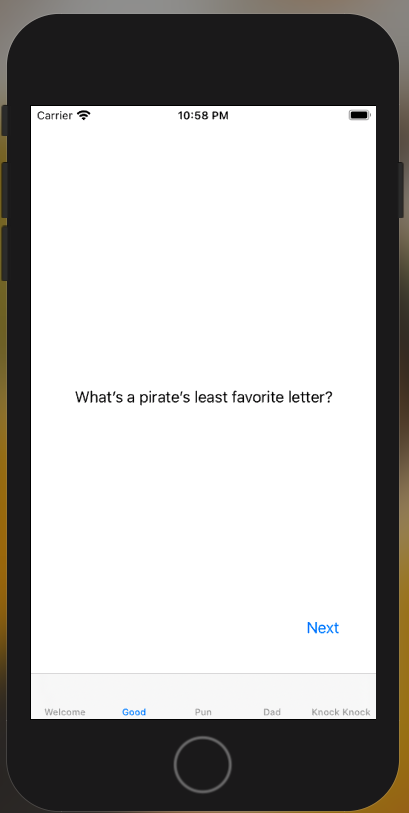 Carrier 10:58 PM
What’s a pirate’s least favorite letter?
Next
Welcome Good Pun Dad Knock Knock